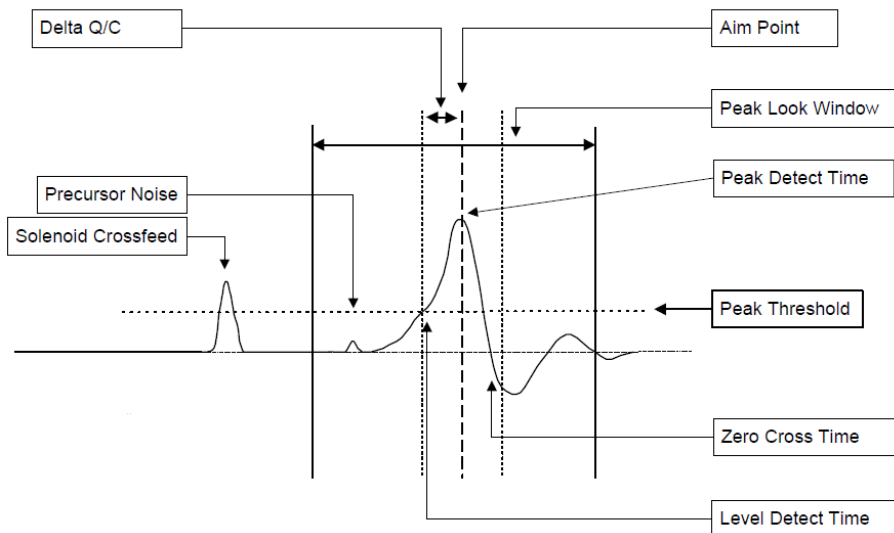 Delta Q/C
Aim Point
Peak Look Window
Peak Detect Time
Precursor Noise
Solenoid Crossfeed
Peak Threshold
Zero Cross Time
Level Detect Time